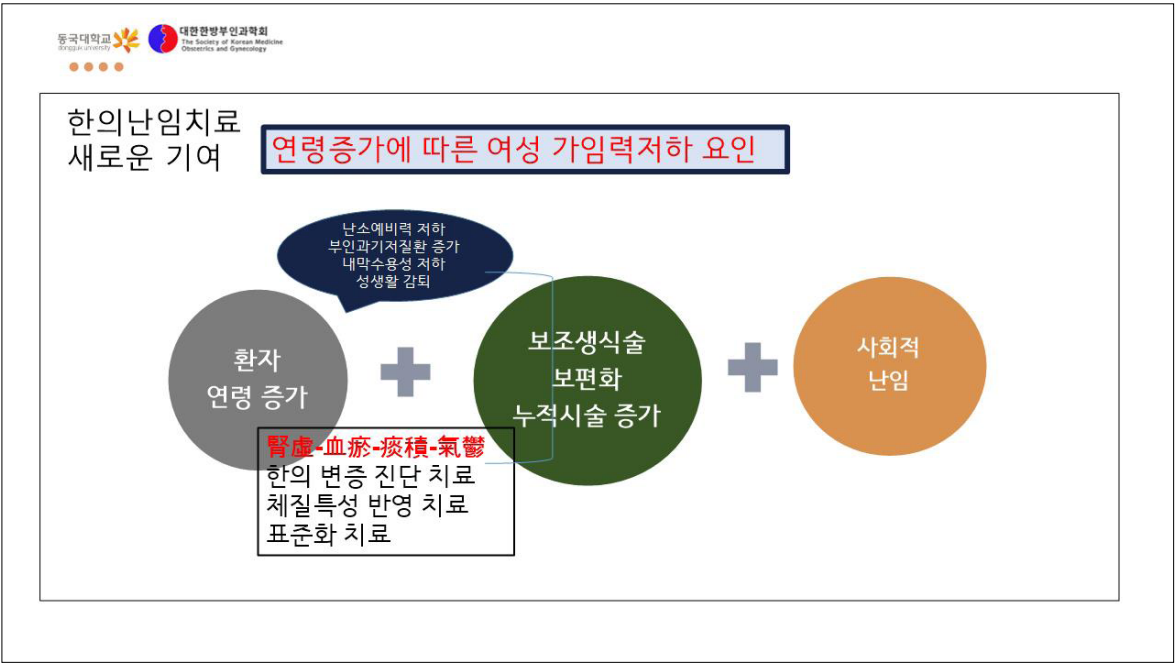 동국대학교
dongguk university
대한한방부인과학회
The Society of Korean Medicine
Obstetrics and Gynecology
한의난임치료
새로운 기여
연령증가에 따른 여성 가임력저하 요인
난소예비력 저하
부인과기저질환 증가
내막수용성 저하
성생활 감퇴
환자
연령 증가
보조생식술
보편화
누적시술 증가
사회적
난임
腎虛-血瘀-痰積-氣鬱
한의 변증 진단 치료
체질특성 반영 치료
표준화 치료